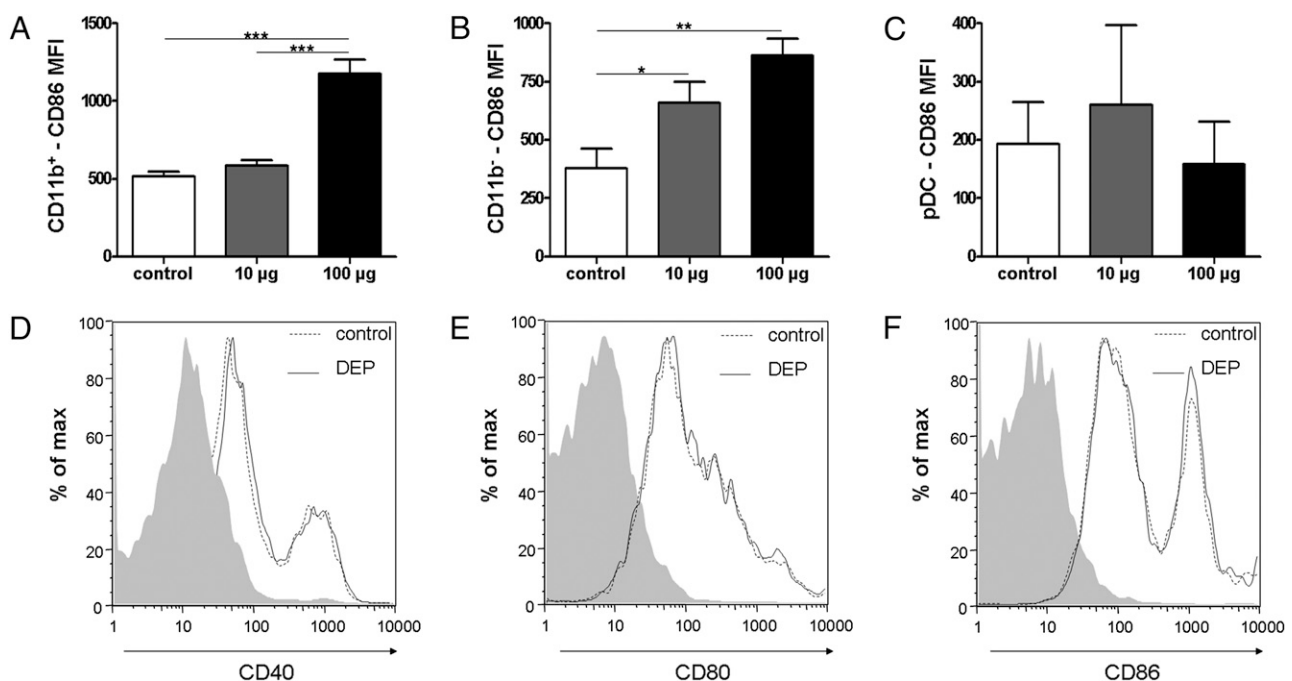 A
CD11b⁺ - CD86 MFI
1500
1000
500
0
***
***
control 10 µg 100 µg
B
CD11b⁻ - CD86 MFI
1000
750
500
250
0
**
*
control 10 µg 100 µg
C
pDC - CD86 MFI
400
300
200
100
0
control 10 µg 100 µg
D
% of max
100
80
60
40
20
0
control
DEP
1 10 100 1000 10000
CD40
E
% of max
100
80
60
40
20
0
control
DEP
1 10 100 1000 10000
CD80
F
% of max
100
80
60
40
20
0
control
DEP
1 10 100 1000 10000
CD86